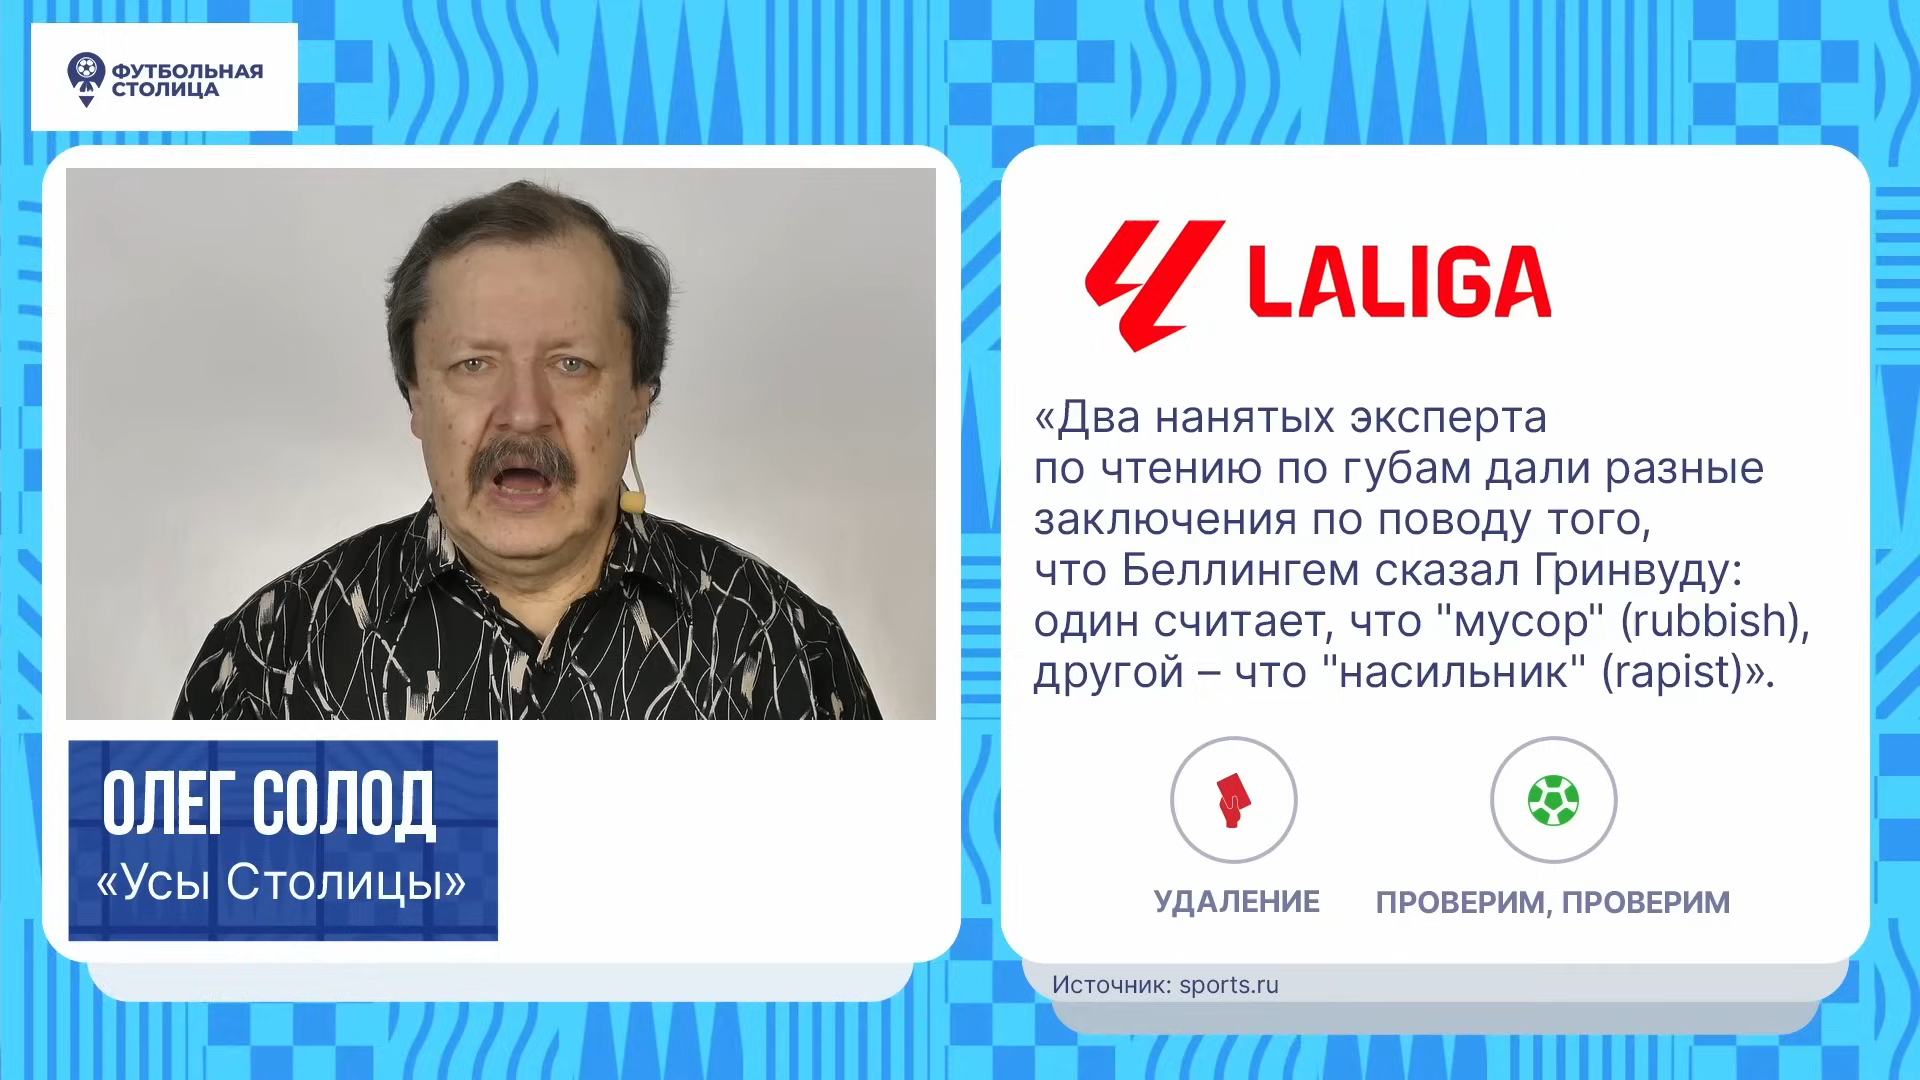 ФУТБОЛЬНАЯ
СТОЛИЦА
ОЛЕГ СОЛОД
«Усы Столицы»
LALIGA
«Два нанятых эксперта
по чтению по губам дали разные
заключения по поводу того,
что Беллингем сказал Гринвуду:
один считает, что "мусор" (rubbish),
другой – что "насильник" (rapist)».
УДАЛЕНИЕ
ПРОВЕРИМ, ПРОВЕРИМ
Источник: sports.ru